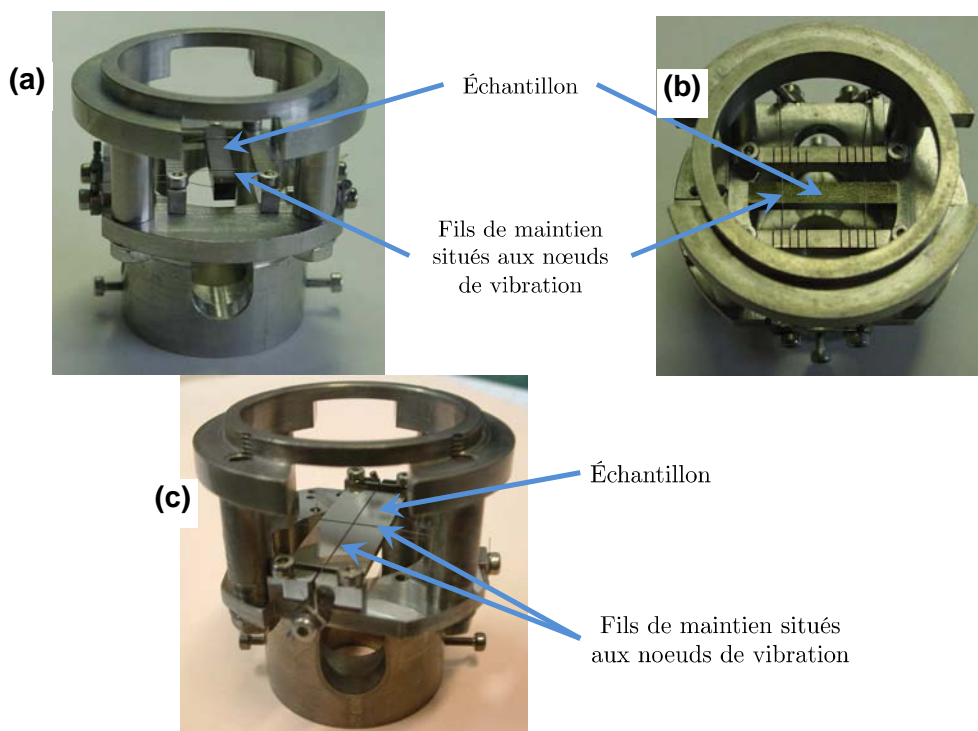 (a)
Échantillon
(b)
Fils de maintien
situés aux nœuds
de vibration
(c)
Échantillon
Fils de maintien situés
aux noeuds de vibration